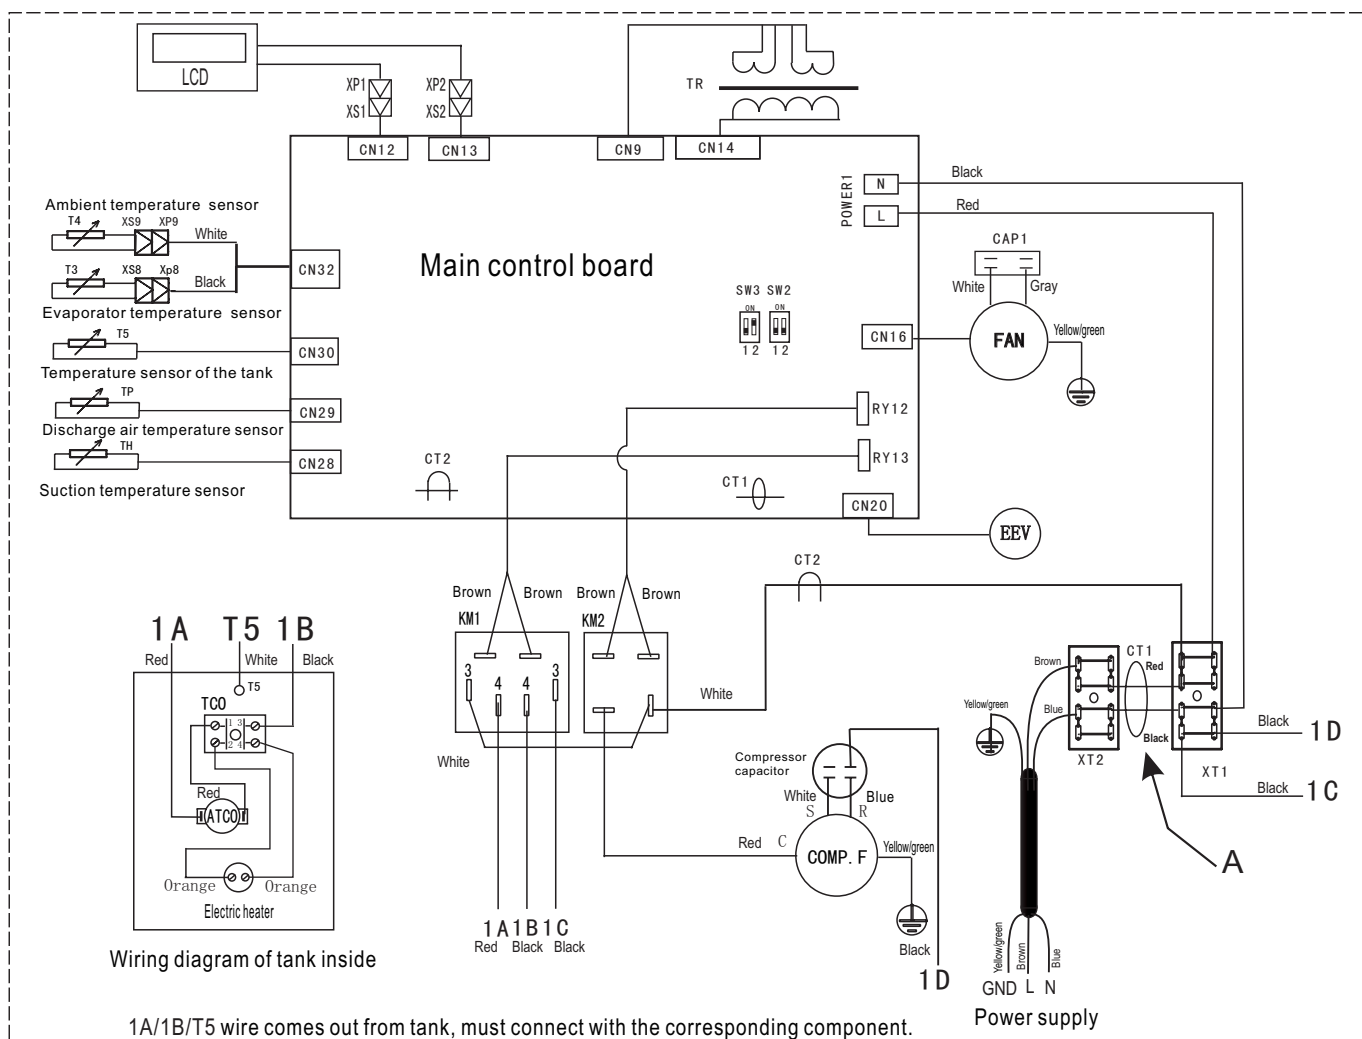 LCD
XP1
XS1
XP2
XS2
TR
CN12
CN13
CN9
CN14
POWER1
N
L
Black
Red
Ambient temperature sensor
T4
XS9
XP9
White
CN32
T3
XS8
Xp8
Black
Evaporator temperature sensor
T5
CN30
Temperature sensor of the tank
TP
CN29
Discharge air temperature sensor
TH
CN28
Suction temperature sensor
Main control board
SW3
SW2
ON
ON
1 2
1 2
CAP1
White
Gray
CN16
FAN
Yellow/green
RY12
RY13
CT2
CT1
CN20
EEV
CT2
Brown
Brown
Brown
Brown
KM1
KM2
3
4
4
3
White
White
1A
T5
1B
Red
White
Black
T5
TCO
1
3
2
4
Red
ATCO
Orange
Orange
Electric heater
Wiring diagram of tank inside
1A
1B
1C
Red
Black
Black
Compressor
capacitor
White
Blue
S
R
Red
C
COMP. F
Yellow/green
Black
1D
Brown
Blue
Yellow/green
CT1
Red
Black
XT2
XT1
Black
1D
Black
1C
A
Yellow/green
Brown
Blue
GND
L
N
Power supply
1A/1B/T5 wire comes out from tank, must connect with the corresponding component.